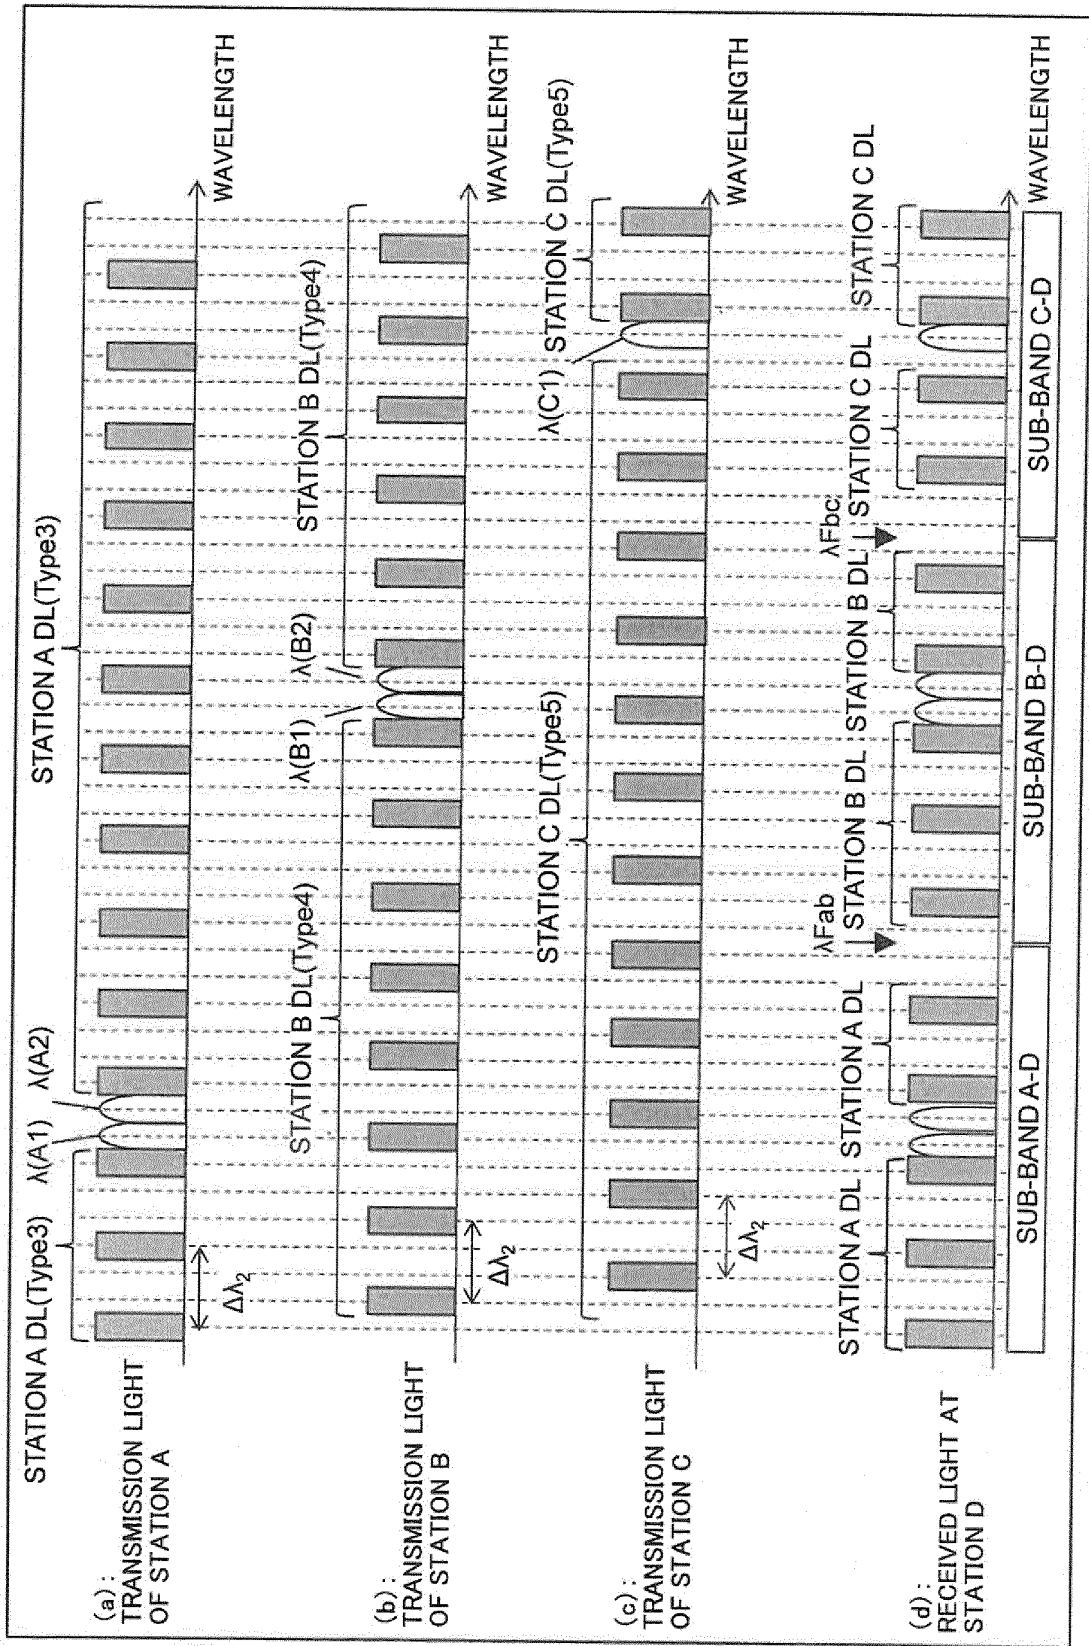 STATION A DL(Type3)
λ(A1)
λ(A2)
STATION A DL(Type3)
Δλ2
WAVELENGTH
(a):
TRANSMISSION LIGHT
OF STATION A
STATION B DL(Type4)
λ(B1)
λ(B2)
STATION B DL(Type4)
Δλ2
WAVELENGTH
(b):
TRANSMISSION LIGHT
OF STATION B
STATION C DL(Type5)
λ(C1)
STATION C DL(Type5)
Δλ2
WAVELENGTH
(c):
TRANSMISSION LIGHT
OF STATION C
λFab
λFbc
STATION A DL
STATION A DL
STATION B DL
STATION B DL
STATION C DL
STATION C DL
WAVELENGTH
(d):
RECEIVED LIGHT AT
STATION D
SUB-BAND A-D
SUB-BAND B-D
SUB-BAND C-D